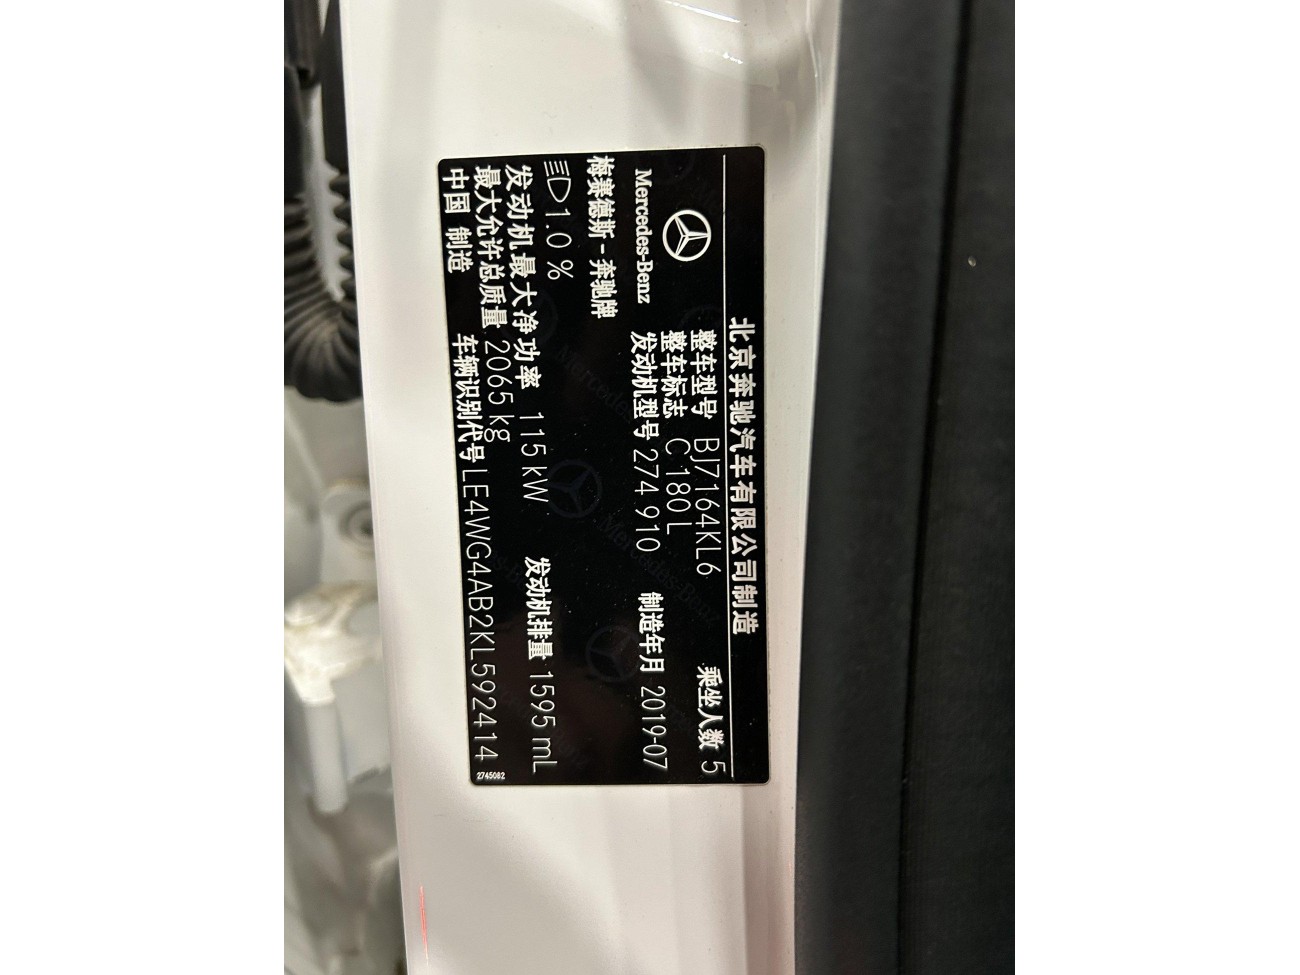 北京奔驰汽车有限公司制造
整车型号 BJ7164KL6 乘坐人数 5
整车标志 C 180 L
Mercedes-Benz 发动机型号 274 910 制造年月 2019-07
梅赛德斯-奔驰牌
1.0 %
发动机最大净功率 115 kW 发动机排量 1595 mL
最大允许总质量 2065 kg
中国 制造 车辆识别代号 LE4WG4AB2KL592414
2745082